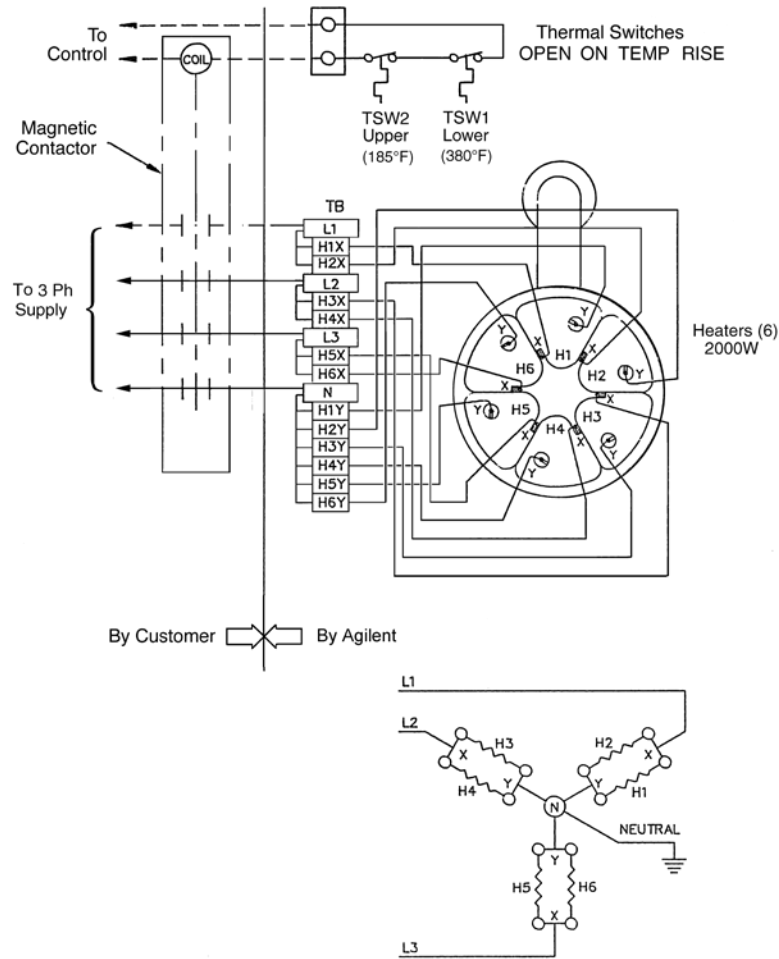 To
Control
COIL
Thermal Switches
OPEN ON TEMP RISE
TSW2
Upper
(185°F)
TSW1
Lower
(380°F)
Magnetic
Contactor
TB
L1
H1X
H2X
L2
H3X
H4X
L3
H5X
H6X
N
H1Y
H2Y
H3Y
H4Y
H5Y
H6Y
To 3 Ph
Supply
Heaters (6)
2000W
Y
X
H1
Y
X
H2
Y
X
H3
Y
X
H4
Y
X
H5
Y
X
H6
Y
By Customer
By Agilent
L1
L2
H3
X
H4
Y
H2
X
Y
H1
N
NEUTRAL
Y
H5
H6
X
L3